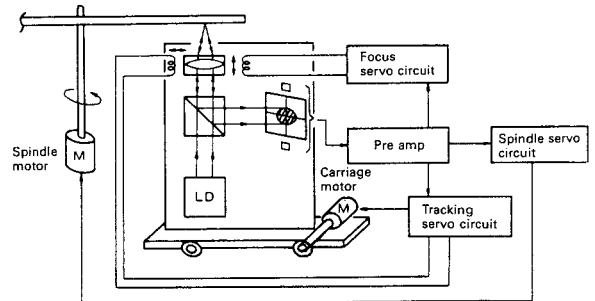 Focus
servo circuit
Spindle
motor
M
Pre amp
Spindle servo
circuit
LD
Carriage
motor
M
Tracking
servo circuit